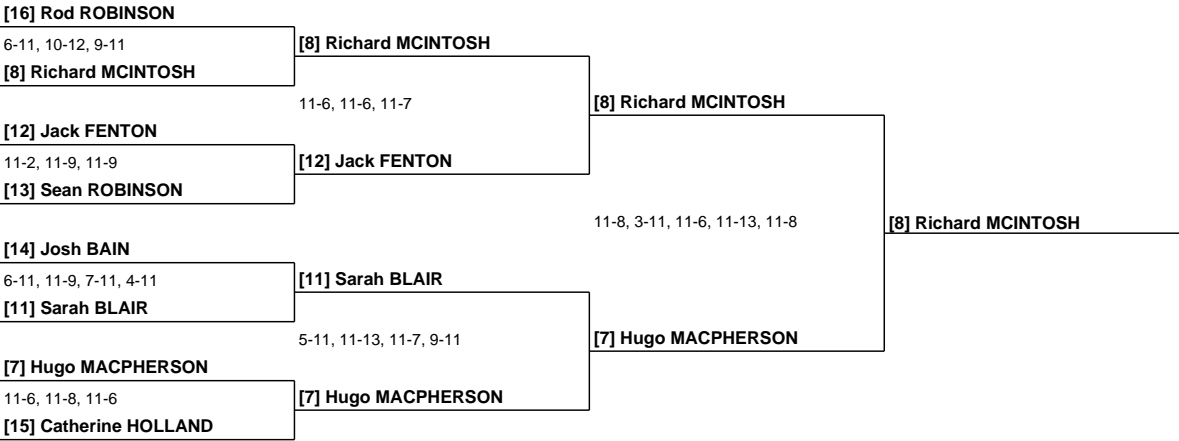 [16] Rod ROBINSON
6-11, 10-12, 9-11
[8] Richard MCINTOSH
[12] Jack FENTON
11-2, 11-9, 11-9
[13] Sean ROBINSON
[14] Josh BAIN
6-11, 11-9, 7-11, 4-11
[11] Sarah BLAIR
[7] Hugo MACPHERSON
11-6, 11-8, 11-6
[15] Catherine HOLLAND
[8] Richard MCINTOSH
11-6, 11-6, 11-7
[12] Jack FENTON
[11] Sarah BLAIR
5-11, 11-13, 11-7, 9-11
[7] Hugo MACPHERSON
[8] Richard MCINTOSH
11-8, 3-11, 11-6, 11-13, 11-8
[7] Hugo MACPHERSON
[8] Richard MCINTOSH